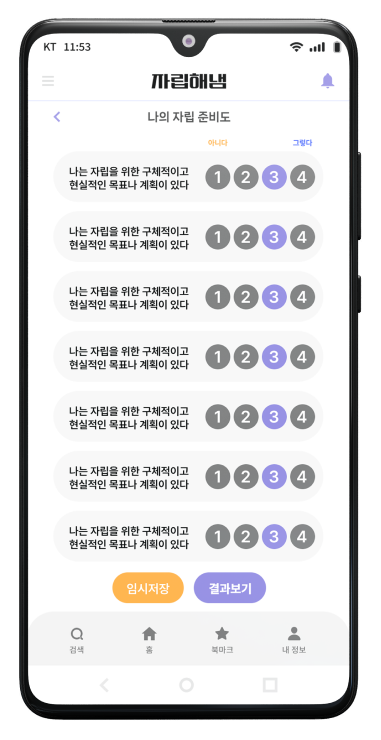 KT 11:53
자립해냄
나의 자립 준비도
아니다 그렇다
나는 자립을 위한 구체적이고
현실적인 목표나 계획이 있다
1 2 3 4
나는 자립을 위한 구체적이고
현실적인 목표나 계획이 있다
1 2 3 4
나는 자립을 위한 구체적이고
현실적인 목표나 계획이 있다
1 2 3 4
나는 자립을 위한 구체적이고
현실적인 목표나 계획이 있다
1 2 3 4
나는 자립을 위한 구체적이고
현실적인 목표나 계획이 있다
1 2 3 4
나는 자립을 위한 구체적이고
현실적인 목표나 계획이 있다
1 2 3 4
나는 자립을 위한 구체적이고
현실적인 목표나 계획이 있다
1 2 3 4
임시저장 결과보기
검색 홈 북마크 내 정보